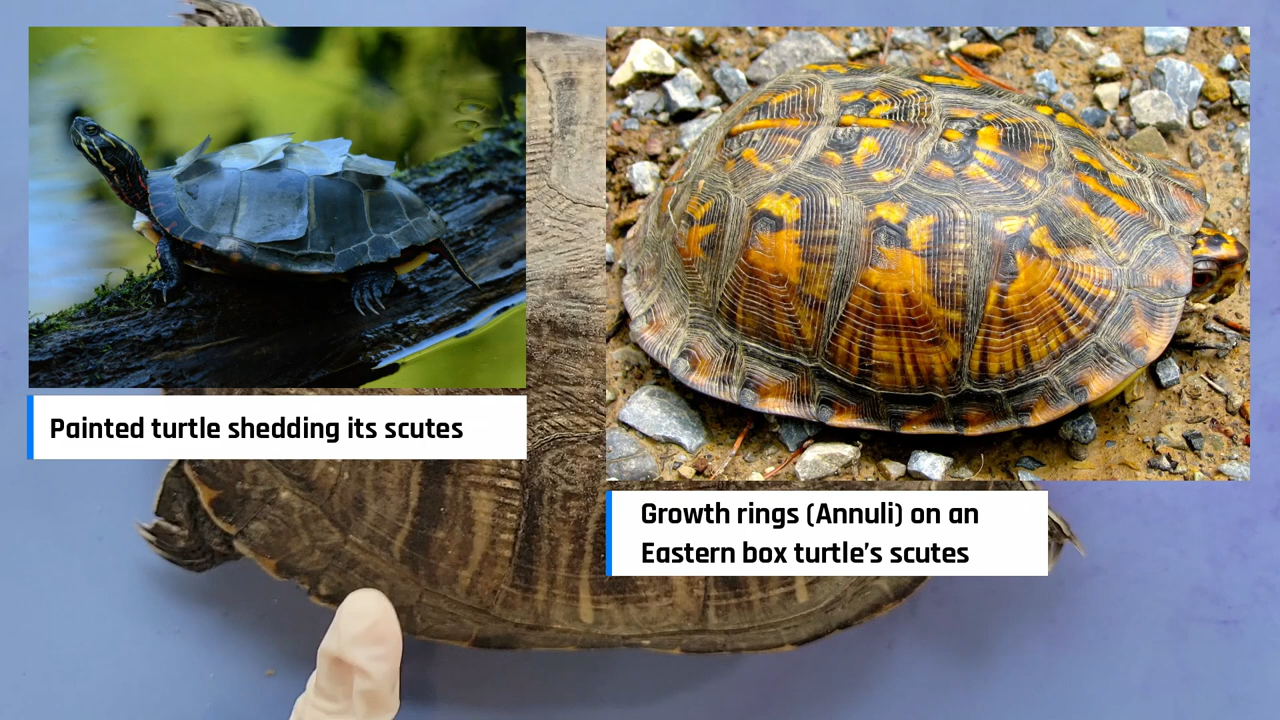 Painted turtle shedding its scutes
Growth rings (Annuli) on an
Eastern box turtle’s scutes